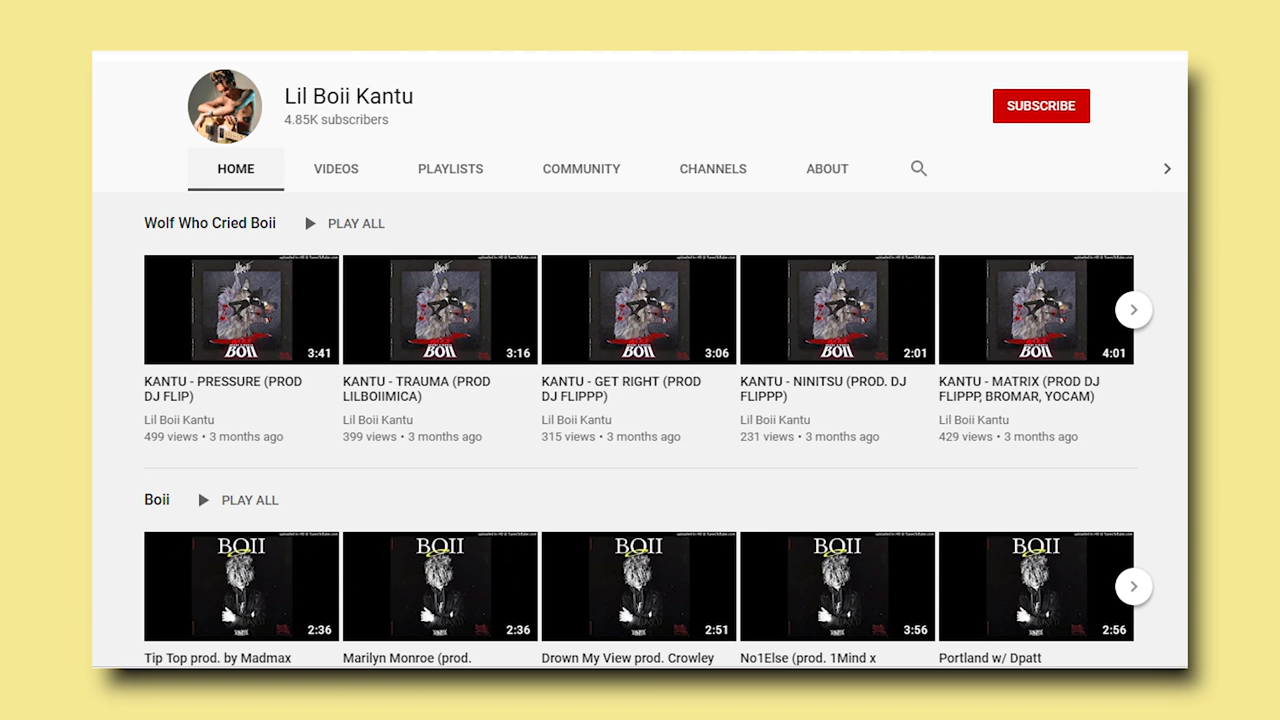 Lil Boii Kantu
4.85K subscribers
SUBSCRIBE
HOME VIDEOS PLAYLISTS COMMUNITY CHANNELS ABOUT
Wolf Who Cried Boii PLAY ALL
3:41 3:16 3:06 2:01 4:01
KANTU - PRESSURE (PROD
DJ FLIP)
Lil Boii Kantu
499 views • 3 months ago
KANTU - TRAUMA (PROD
LILBOIIMICA)
Lil Boii Kantu
399 views • 3 months ago
KANTU - GET RIGHT (PROD
DJ FLIPPP)
Lil Boii Kantu
315 views • 3 months ago
KANTU - NINITSU (PROD. DJ
FLIPPP)
Lil Boii Kantu
231 views • 3 months ago
KANTU - MATRIX (PROD DJ
FLIPPP, BROMAR, YOCAM)
Lil Boii Kantu
429 views • 3 months ago
Boii PLAY ALL
BOII BOII BOII BOII BOII
2:36 2:36 2:51 3:56 2:56
Tip Top prod. by Madmax
Marilyn Monroe (prod.
Drown My View prod. Crowley
No1Else (prod. 1Mind x
Portland w/ Dpatt